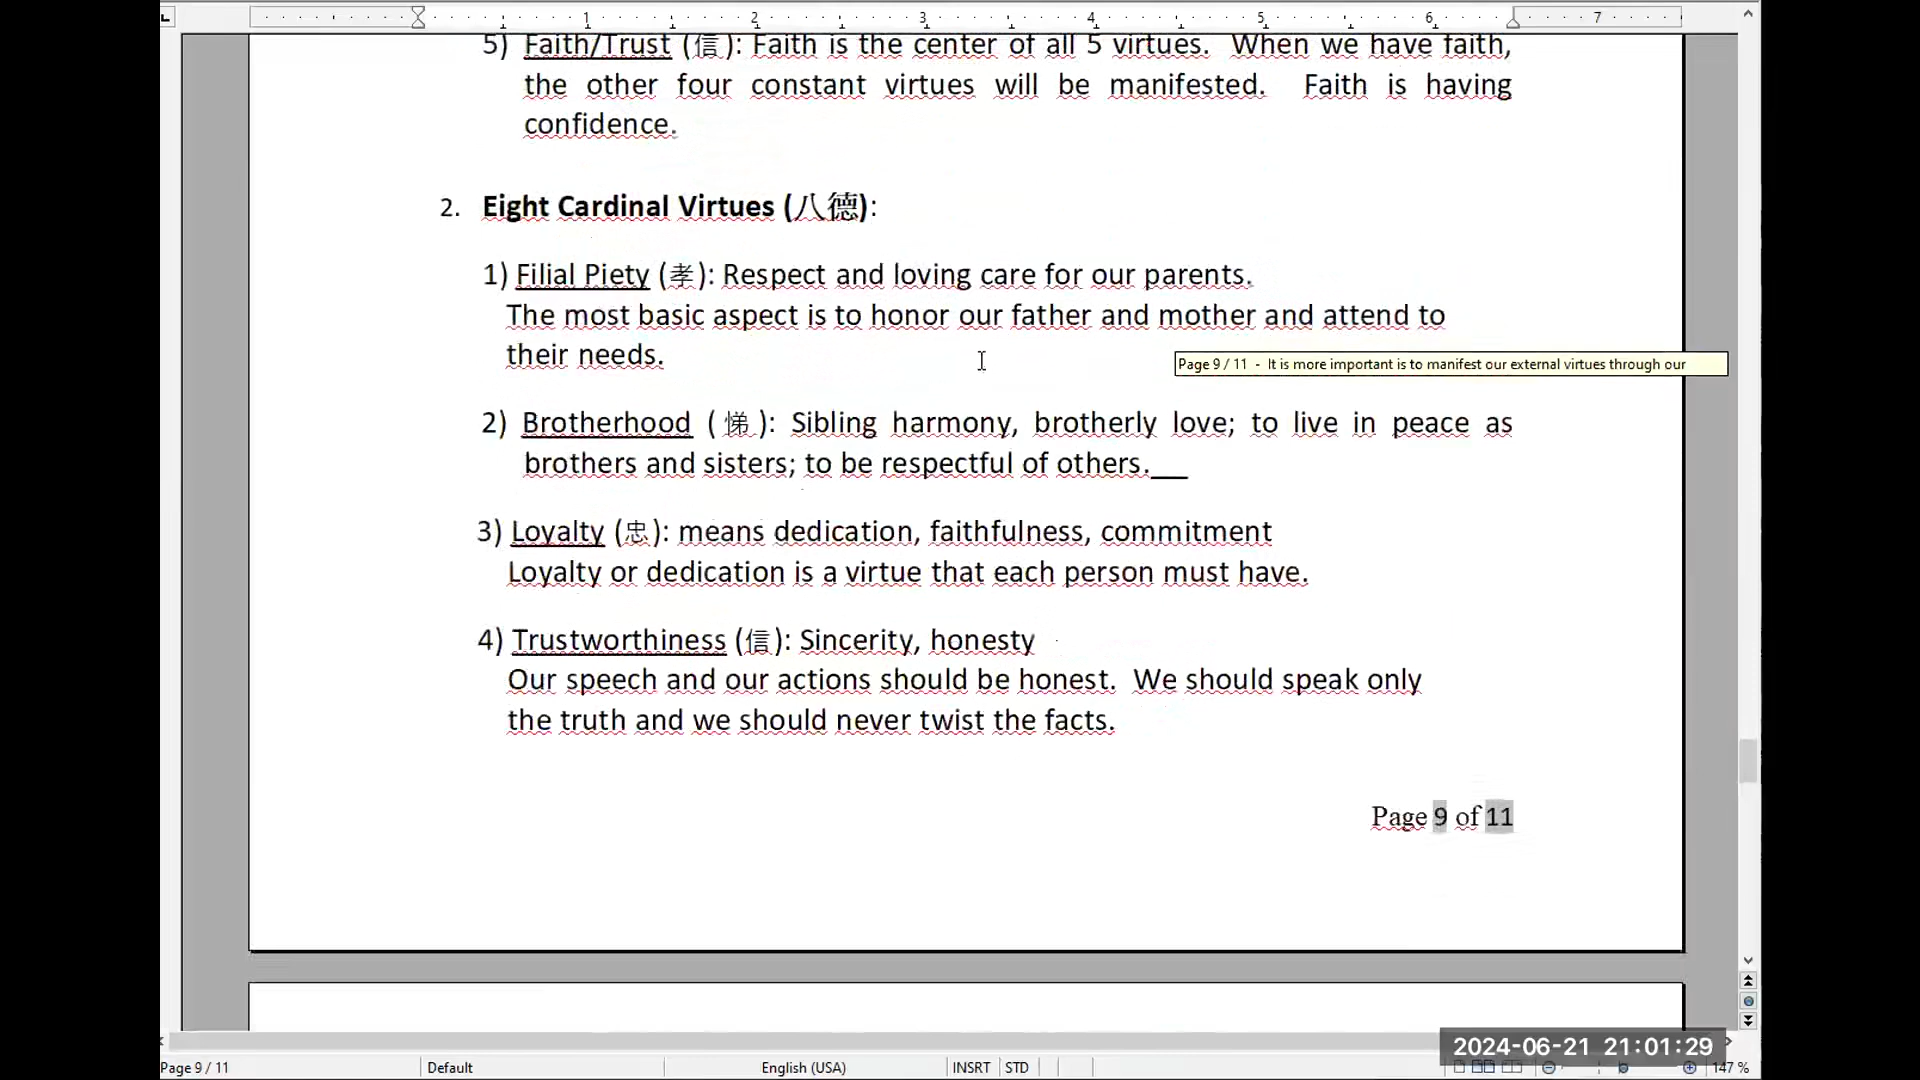 1 2 3 4 5 6 7
5) Faith/Trust (信): Faith is the center of all 5 virtues. When we have faith,
the other four constant virtues will be manifested. Faith is having
confidence.
2. Eight Cardinal Virtues (八德):
1) Filial Piety (孝): Respect and loving care for our parents.
The most basic aspect is to honor our father and mother and attend to
their needs.
Page 9 / 11 - It is more important is to manifest our external virtues through our
2) Brotherhood (悌): Sibling harmony, brotherly love; to live in peace as
brothers and sisters; to be respectful of others.___
3) Loyalty (忠): means dedication, faithfulness, commitment
Loyalty or dedication is a virtue that each person must have.
4) Trustworthiness (信): Sincerity, honesty
Our speech and our actions should be honest. We should speak only
the truth and we should never twist the facts.
Page 9 of 11
2024-06-21 21:01:29
Page 9 / 11 Default English (USA) INSRT STD 147 %